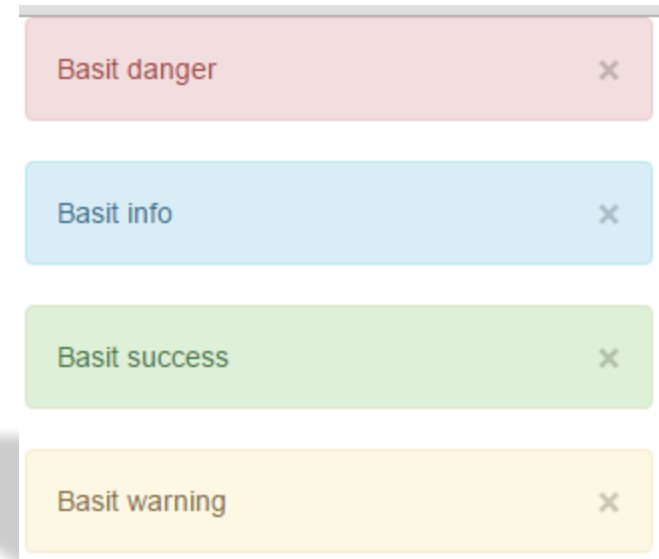 Basit danger ×
Basit info ×
Basit success ×
Basit warning ×